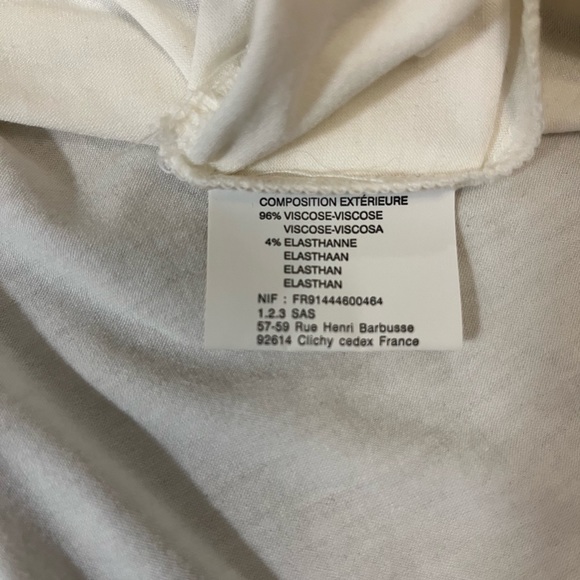 COMPOSITION EXTÉRIEURE
96% VISCOSE-VISCOSE
VISCOSE-VISCOSA
4% ELASTHANNE
ELASTHAAN
ELASTHAN
ELASTHAN
NIF : FR91444600464
1.2.3 SAS
57-59 Rue Henri Barbusse
92614 Clichy cedex France